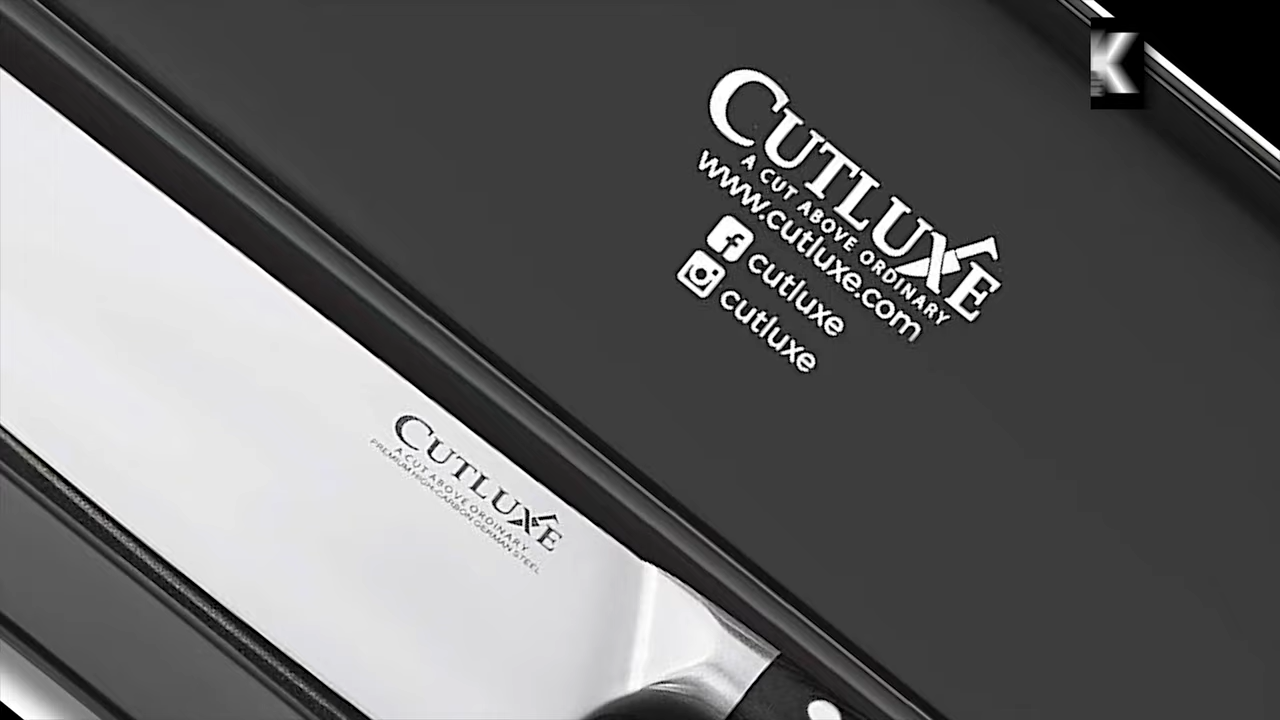 K
CUTLUXE
A CUT ABOVE ORDINARY
www.cutluxe.com
cutluxe
cutluxe
CUTLUXE
A CUT ABOVE ORDINARY
PREMIUM HIGH-CARBON GERMAN STEEL